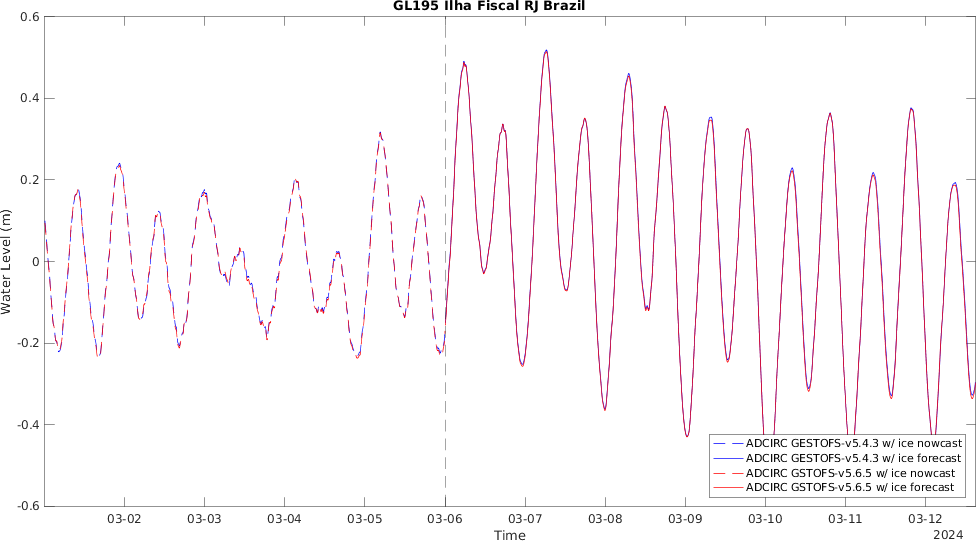 GL195 Ilha Fiscal RJ Brazil
0.6
0.4
0.2
0
-0.2
-0.4
-0.6
Water Level (m)
ADCIRC GESTOFS-v5.4.3 w/ ice nowcast
ADCIRC GESTOFS-v5.4.3 w/ ice forecast
ADCIRC GSTOFS-v5.6.5 w/ ice nowcast
ADCIRC GSTOFS-v5.6.5 w/ ice forecast
03-02 03-03 03-04 03-05 03-06 03-07 03-08 03-09 03-10 03-11 03-12
Time
2024